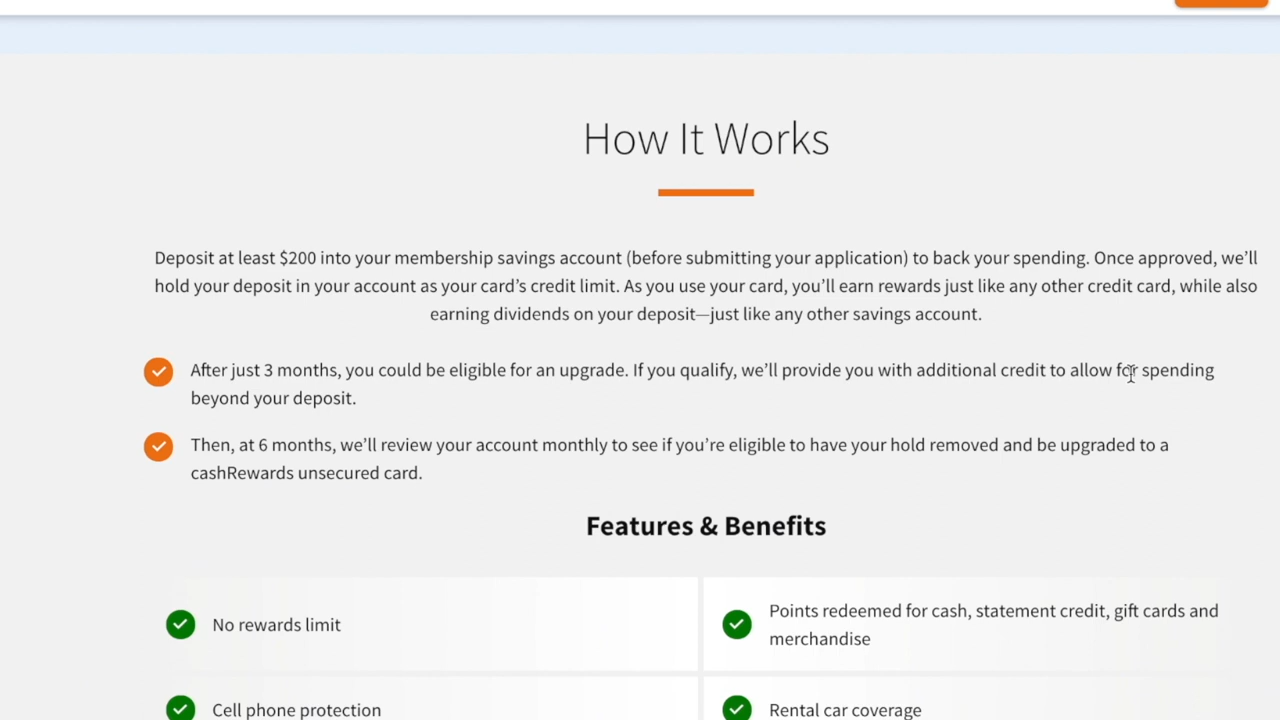 How It Works
Deposit at least $200 into your membership savings account (before submitting your application) to back your spending. Once approved, we’ll
hold your deposit in your account as your card’s credit limit. As you use your card, you’ll earn rewards just like any other credit card, while also
earning dividends on your deposit—just like any other savings account.
After just 3 months, you could be eligible for an upgrade. If you qualify, we’ll provide you with additional credit to allow for spending
beyond your deposit.
Then, at 6 months, we’ll review your account monthly to see if you’re eligible to have your hold removed and be upgraded to a
cashRewards unsecured card.
Features & Benefits
No rewards limit
Points redeemed for cash, statement credit, gift cards and
merchandise
Cell phone protection
Rental car coverage